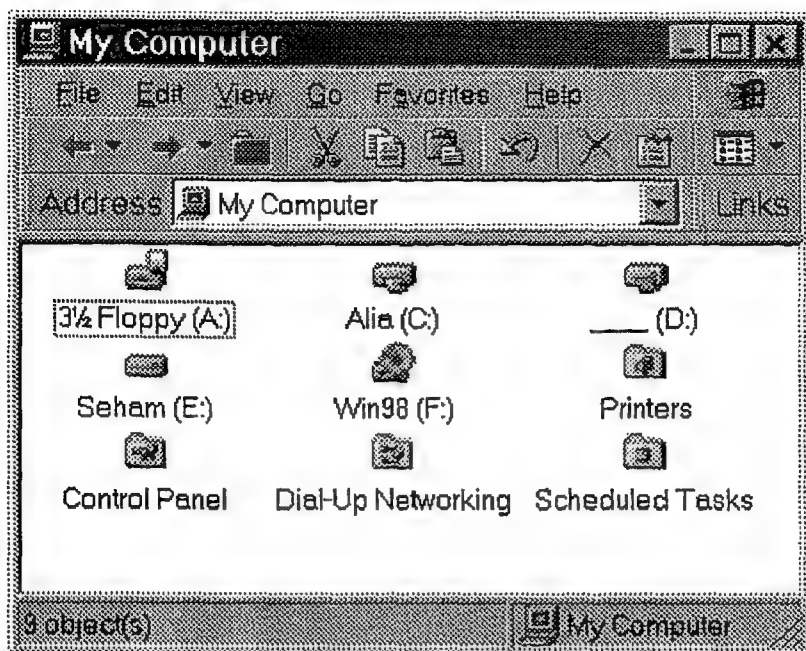 My Computer
File Edit View Go Favorites Help
Address My Computer Links
3½ Floppy (A:) Alia (C:) ____ (D:)
Seham (E:) Win98 (F:) Printers
Control Panel Dial-Up Networking Scheduled Tasks
9 object(s) My Computer